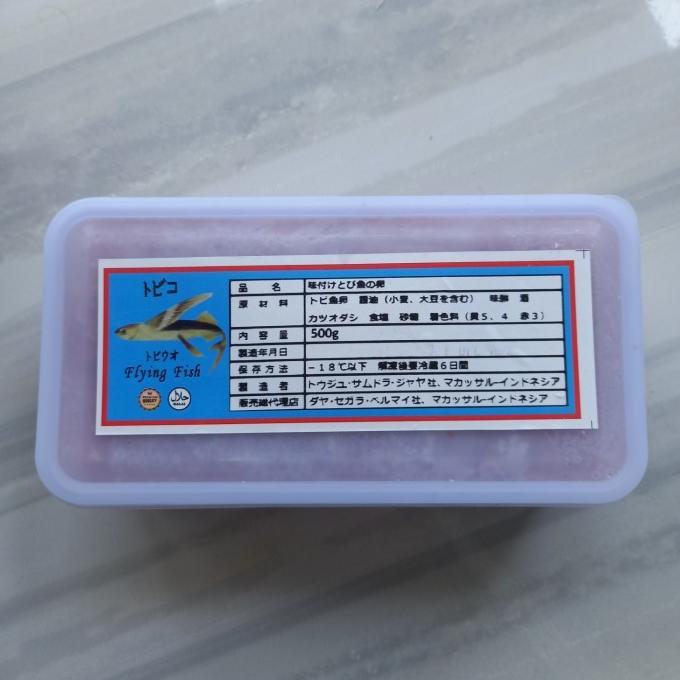 トビコ
トビウオ
Flying Fish
PREMIUM QUALITY
حلال
HALAL
品 名 味付けとび魚の卵
原 材 料 トビ魚卵 醤油（小麦、大豆を含む） 味醂 酒
カツオダシ 食塩 砂糖 着色料（黄5、4 赤3）
内 容 量 500g
製造年月日
保 存 方 法 −18℃以下 解凍後要冷蔵6日間
製 造 者 トウジュ・サムドラ・ジャヤ社、マカッサルーインドネシア
販売総代理店 ダヤ・セガラ・ペルマイ社、マカッサルーインドネシア